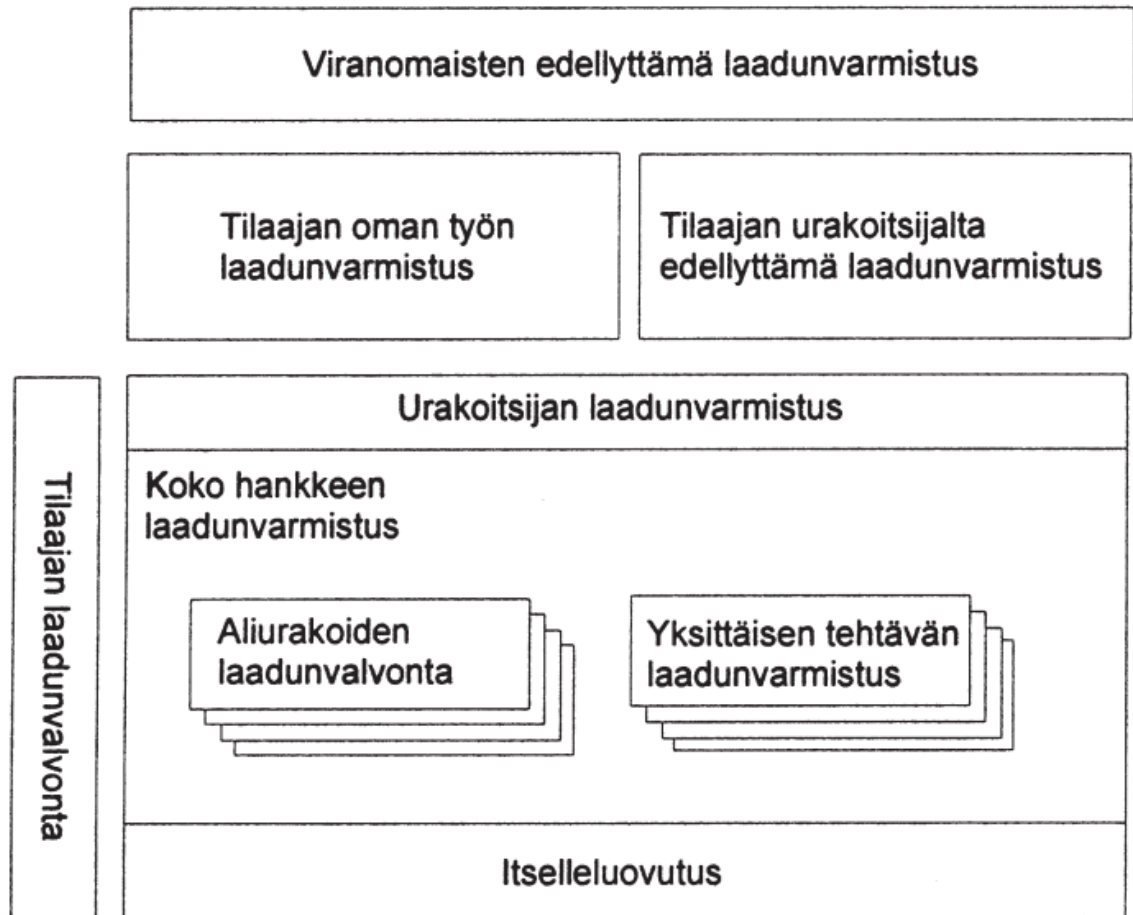 Viranomaisten edellyttämä laadunvarmistus
Tilaajan oman työn
laadunvarmistus
Tilaajan urakoitsijalta
edellyttämä laadunvarmistus
Tilaajan laadunvalvonta
Urakoitsijan laadunvarmistus
Koko hankkeen
laadunvarmistus
Aliurakoiden
laadunvalvonta
Yksittäisen tehtävän
laadunvarmistus
Itselleluovutus